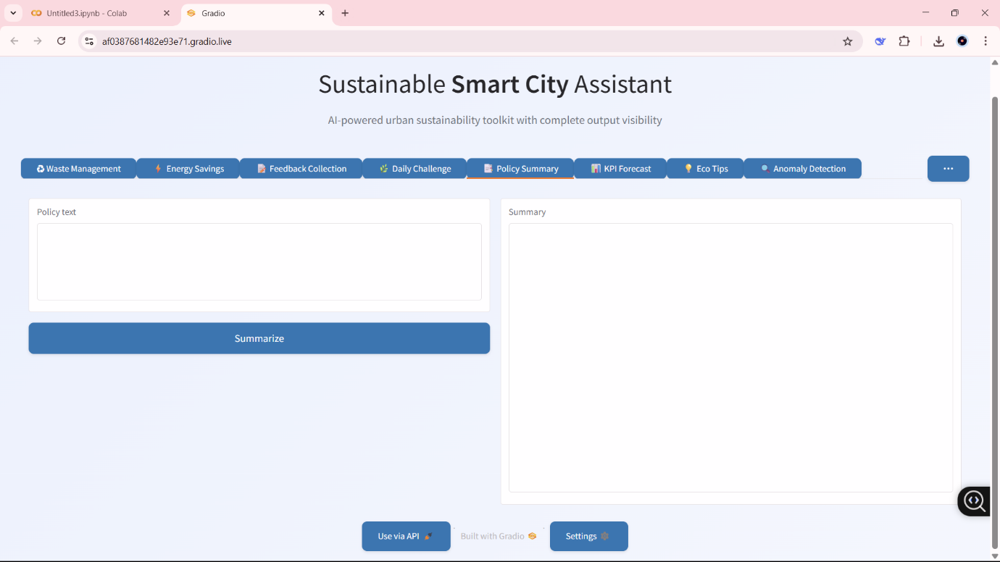 Untitled3.ipynb - Colab
Gradio
af0387681482e93e71.gradio.live
Sustainable Smart City Assistant
AI-powered urban sustainability toolkit with complete output visibility
Waste Management
Energy Savings
Feedback Collection
Daily Challenge
Policy Summary
KPI Forecast
Eco Tips
Anomaly Detection
Policy text
Summary
Summarize
Use via API
Built with Gradio
Settings